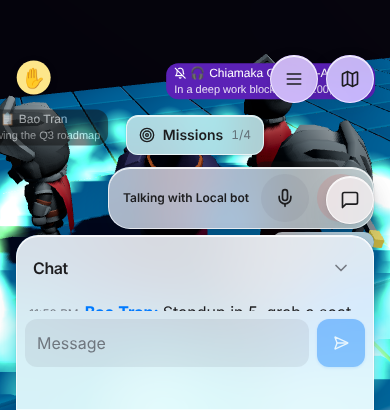 Chiamaka
In a deep work block
Bao Tran
the Q3 roadmap
Missions 1/4
Talking with Local bot
Chat
Bao Tran: Standup in 5, grab a seat
Message